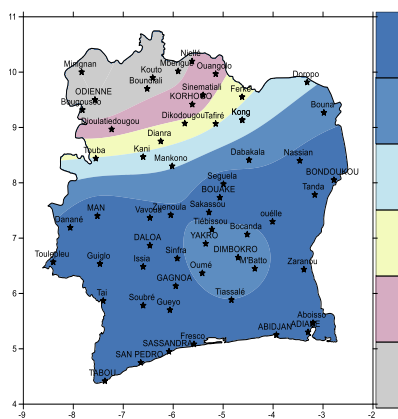 11
10
9
8
7
6
5
4
-9
-8
-7
-6
-5
-4
-3
-2
Minignan
Niellé
Mbengué
Ouangolo
Kouto
Boundiali
Doropo
ODIENNE
Sinematiali
Ferké
KORHOGO
Bougousso
Bouna
Dikodougou
Tafiré
Kong
Djoulatiedougou
Dianra
Touba
Kani
Mankono
Dabakala
Nassian
Seguela
BONDOUKOU
BOUAKE
Tanda
MAN
Vavoua
Zuenoula
Sakassou
Danané
Tiébissou
ouèlle
Bocanda
DALOA
YAKRO
Toulepleu
Guiglo
Issia
Sinfra
DIMBOKRO
M'Batto
Oumé
Zaranou
GAGNOA
Tai
Soubré
Gueyo
Tiassalé
Aboisso
ABIDJAN
ADIAKE
Fresco
SASSANDRA
SAN PEDRO
TABOU